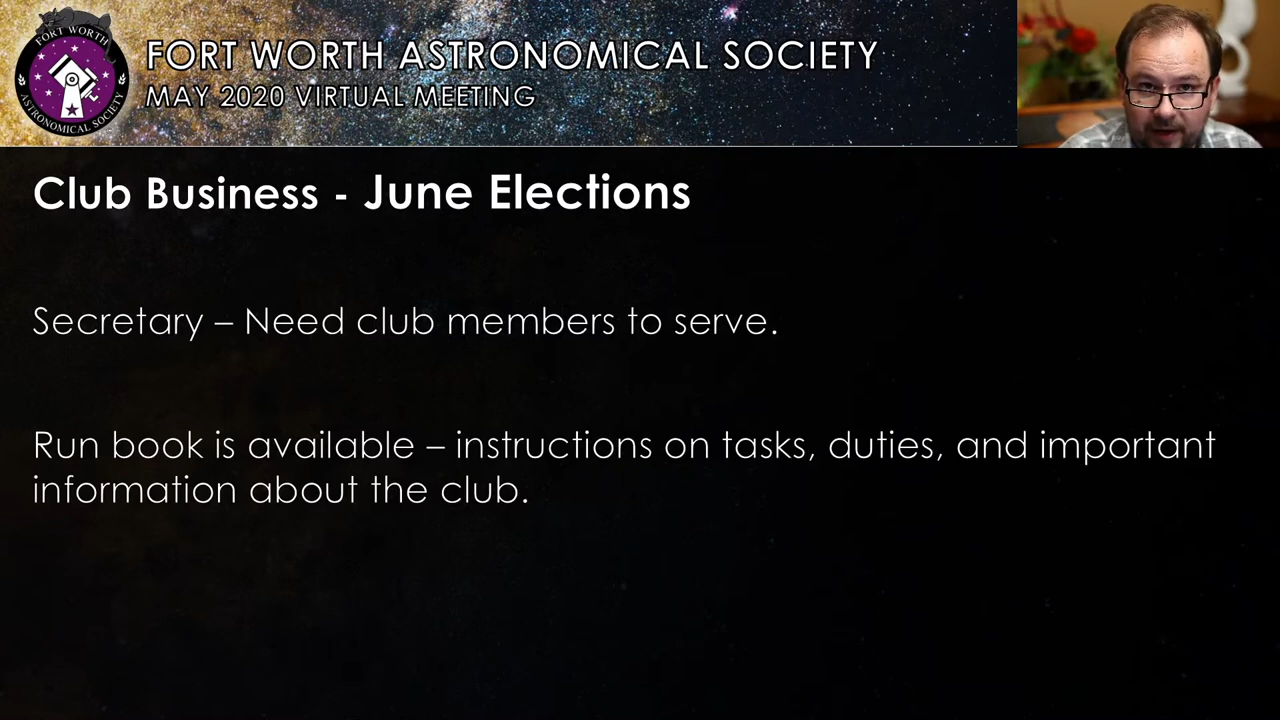 FORT WORTH
ASTRONOMICAL SOCIETY
FORT WORTH ASTRONOMICAL SOCIETY
MAY 2020 VIRTUAL MEETING
Club Business - June Elections
Secretary – Need club members to serve.
Run book is available – instructions on tasks, duties, and important
information about the club.